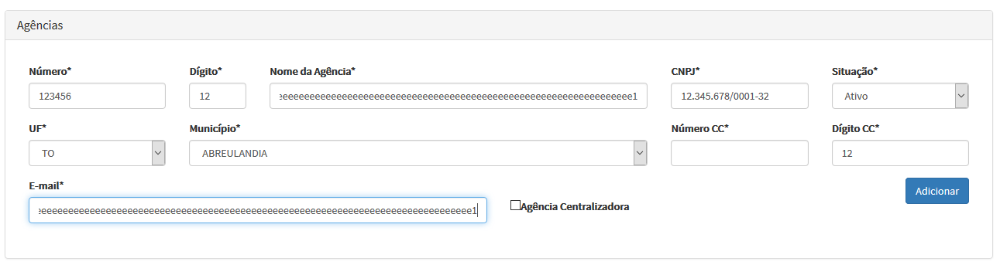 Agências
Número* Dígito* Nome da Agência* CNPJ* Situação*
123456 12 eeeeeeeeeeeeeeeeeeeeeeeeeeeeeeeeeeeeeeeeeeeeeeeeeeeeeeeeeeeeeeeee1 12.345.678/0001-32 Ativo
UF* Município* Número CC* Dígito CC*
TO ABREULANDIA 12
E-mail* Adicionar
eeeeeeeeeeeeeeeeeeeeeeeeeeeeeeeeeeeeeeeeeeeeeeeeeeeeeeeeeeeeeeeeeeeeeeeeeeeeeeee1 Agência Centralizadora